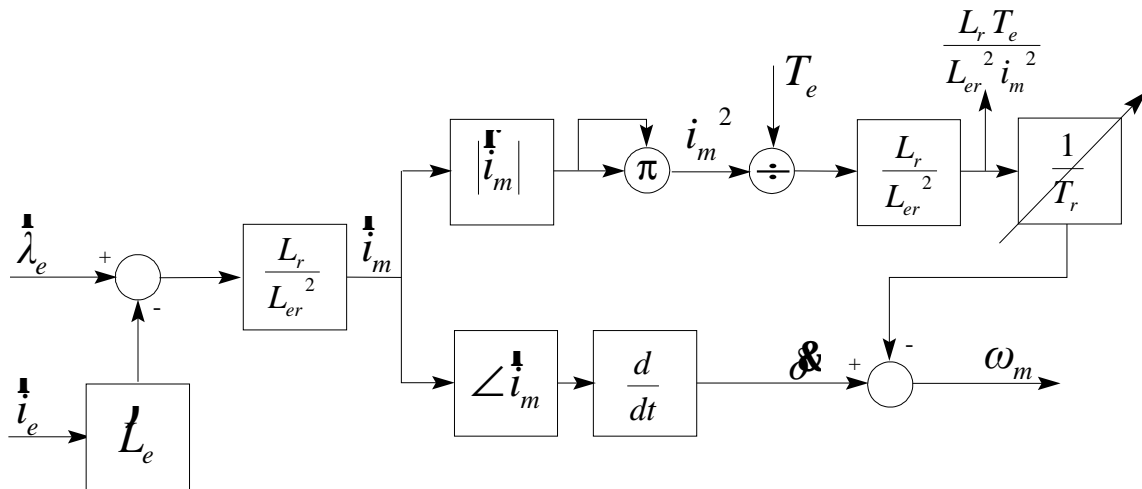 L_r T_e / L_er^2 i_m^2
T_e
|i_m|
π
i_m^2
÷
L_r / L_er^2
1 / T_r
λ_e
+
-
L_r / L_er^2
i_m
i_e
L_e
∠i_m
d / dt
&
+
-
ω_m